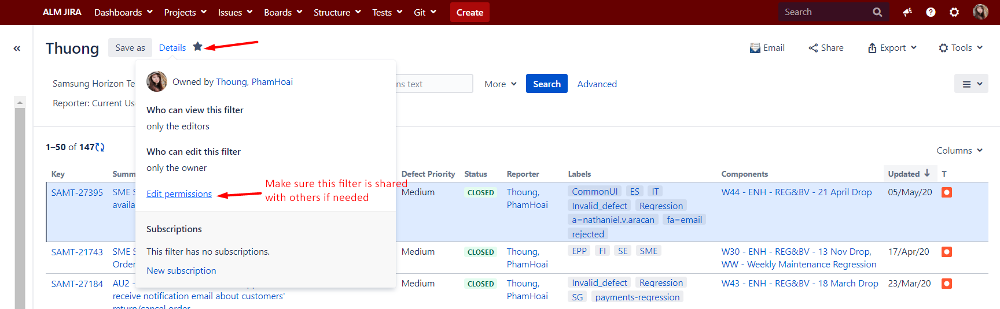 ALM JIRA Dashboards Projects Issues Boards Structure Tests Git Create Search
Thuong Save as Details Email Share Export Tools
Owned by Thoung, PhamHoai
Samsung Horizon Te
ns text More Search Advanced
Reporter: Current Us
Who can view this filter
only the editors
1–50 of 147
Who can edit this filter
Columns
only the owner
Key Summ Defect Priority Status Reporter Labels Components Updated T
Edit permissions
Make sure this filter is shared
with others if needed
SAMT-27395 SME S Medium CLOSED Thoung, CommonUI ES IT W44 - ENH - REG&BV - 21 April Drop 05/May/20
availa PhamHoai Invalid_defect Regression
a=nathaniel.v.aracan fa=email
rejected
Subscriptions
This filter has no subscriptions.
New subscription
SAMT-21743 SME S Medium CLOSED Thoung, EPP FI SE SME W30 - ENH - REG&BV - 13 Nov Drop, 17/Apr/20
Orde PhamHoai WW - Weekly Maintenance Regression
SAMT-27184 AU2 - Medium CLOSED Thoung, Invalid_defect Regression W43 - ENH - REG&BV - 18 March Drop 23/Mar/20
receive notification email about customers' PhamHoai SG payments-regression
return/cancel order